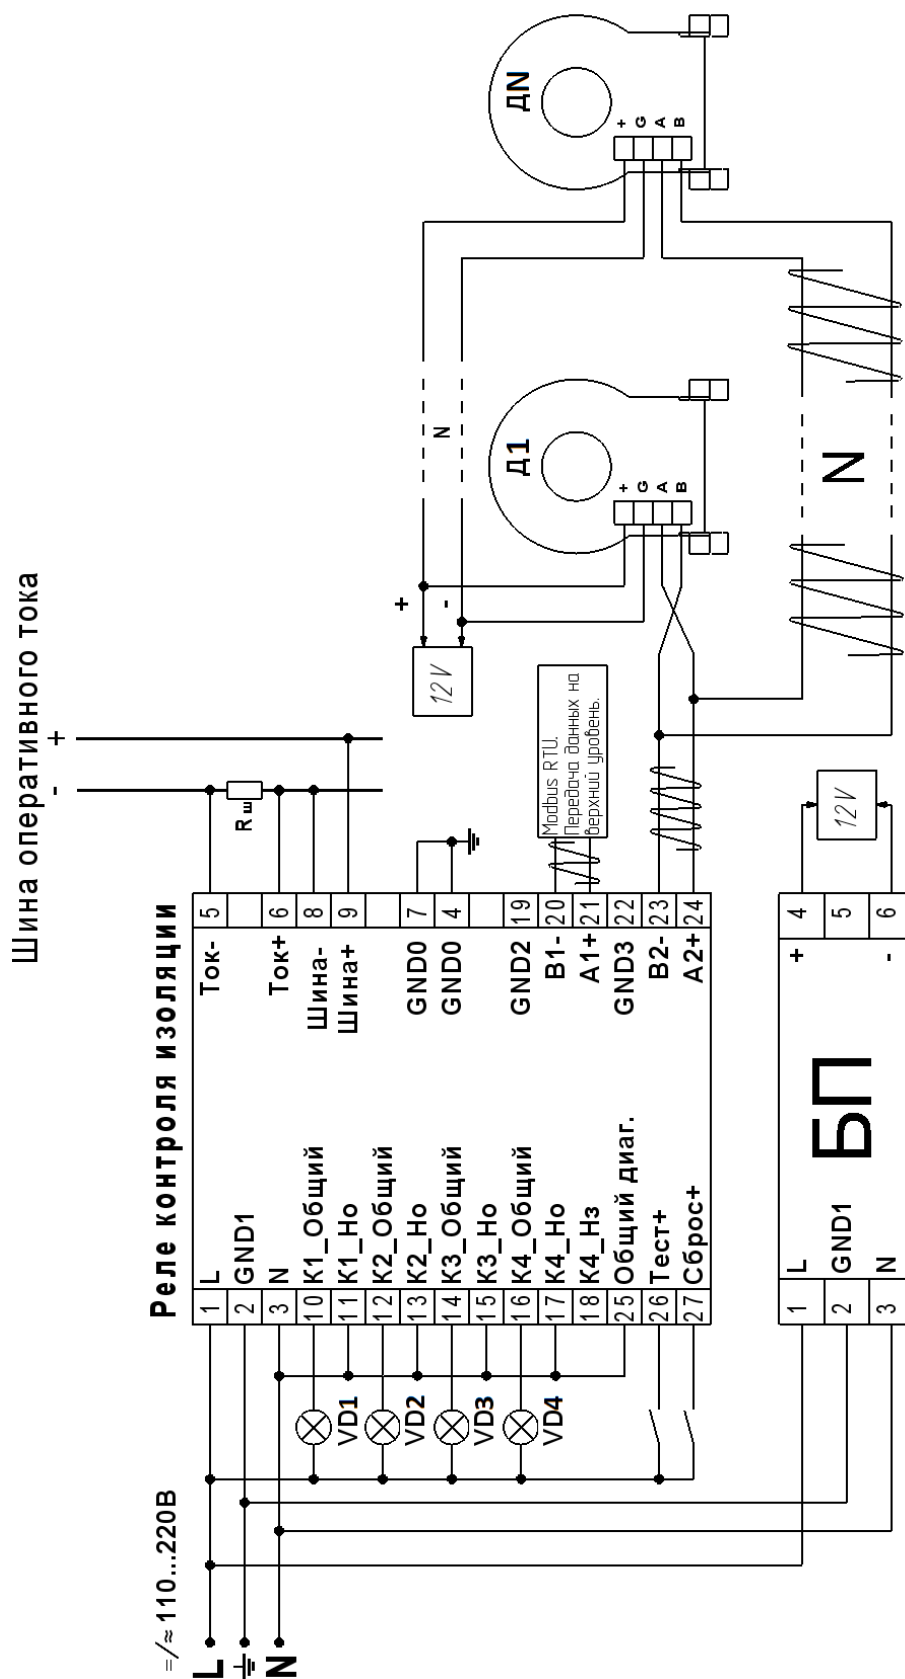 Шина оперативного тока
- +
Rш
Реле контроля изоляции
=/≈ 110...220В
L
N
1 L
2 GND1
3 N
10 К1_Общий
11 К1_Но
12 К2_Общий
13 К2_Но
14 К3_Общий
15 К3_Но
16 К4_Общий
17 К4_Но
18 К4_Нз
25 Общий диаг.
26 Тест+
27 Сброс+
VD1
VD2
VD3
VD4
Ток- 5
Ток+ 6
Шина- 8
Шина+ 9
GND0 7
GND0 4
GND2 19
B1- 20
A1+ 21
GND3 22
B2- 23
A2+ 24
Modbus RTU.
Передача данных на
верхний уровень.
12V
+
-
N
Д1
+
G
A
B
ДN
+
G
A
B
N
БП
1 L
2 GND1
3 N
+ 4
5
- 6
12V